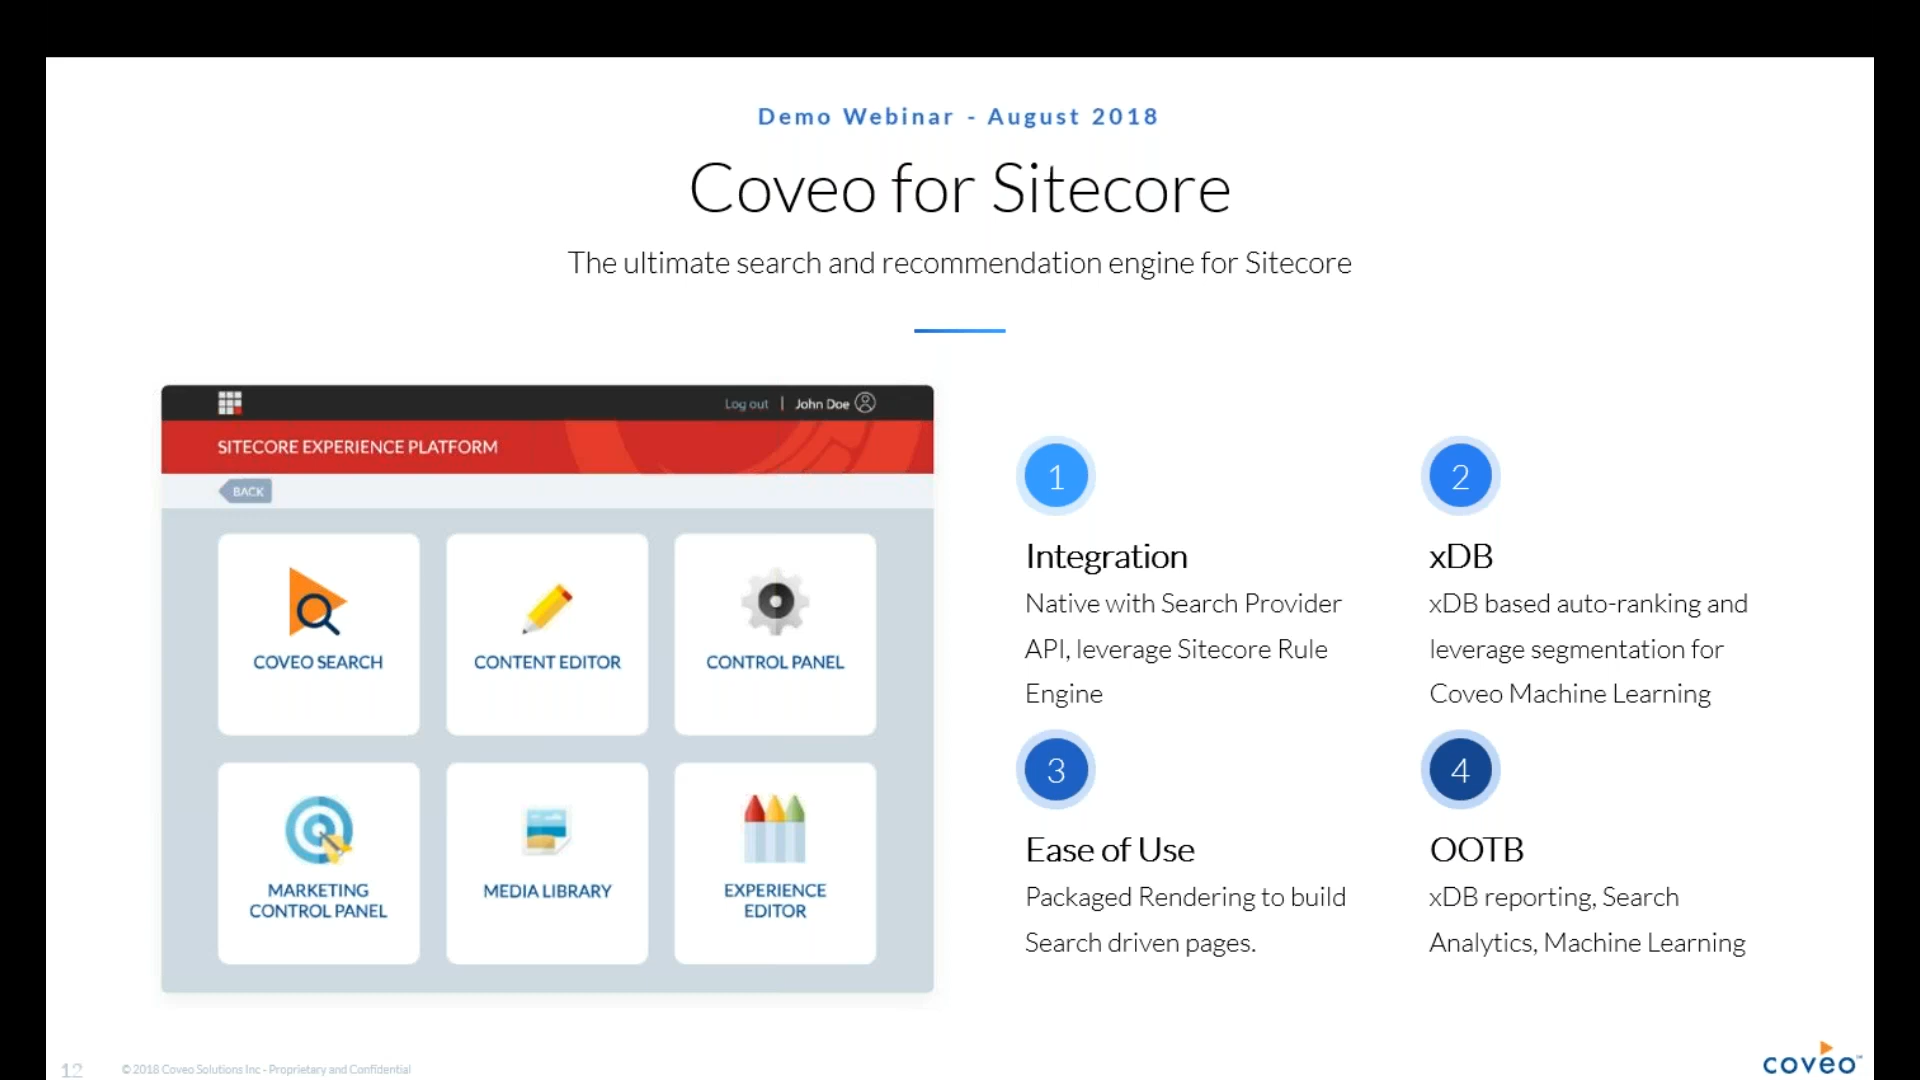 Demo Webinar - August 2018
Coveo for Sitecore
The ultimate search and recommendation engine for Sitecore
Log out | John Doe
SITECORE EXPERIENCE PLATFORM
BACK
COVEO SEARCH
CONTENT EDITOR
CONTROL PANEL
MARKETING
CONTROL PANEL
MEDIA LIBRARY
EXPERIENCE
EDITOR
1
Integration
Native with Search Provider
API, leverage Sitecore Rule
Engine
2
xDB
xDB based auto-ranking and
leverage segmentation for
Coveo Machine Learning
3
Ease of Use
Packaged Rendering to build
Search driven pages.
4
OOTB
xDB reporting, Search
Analytics, Machine Learning
12
© 2018 Coveo Solutions Inc - Proprietary and Confidential
coveo™